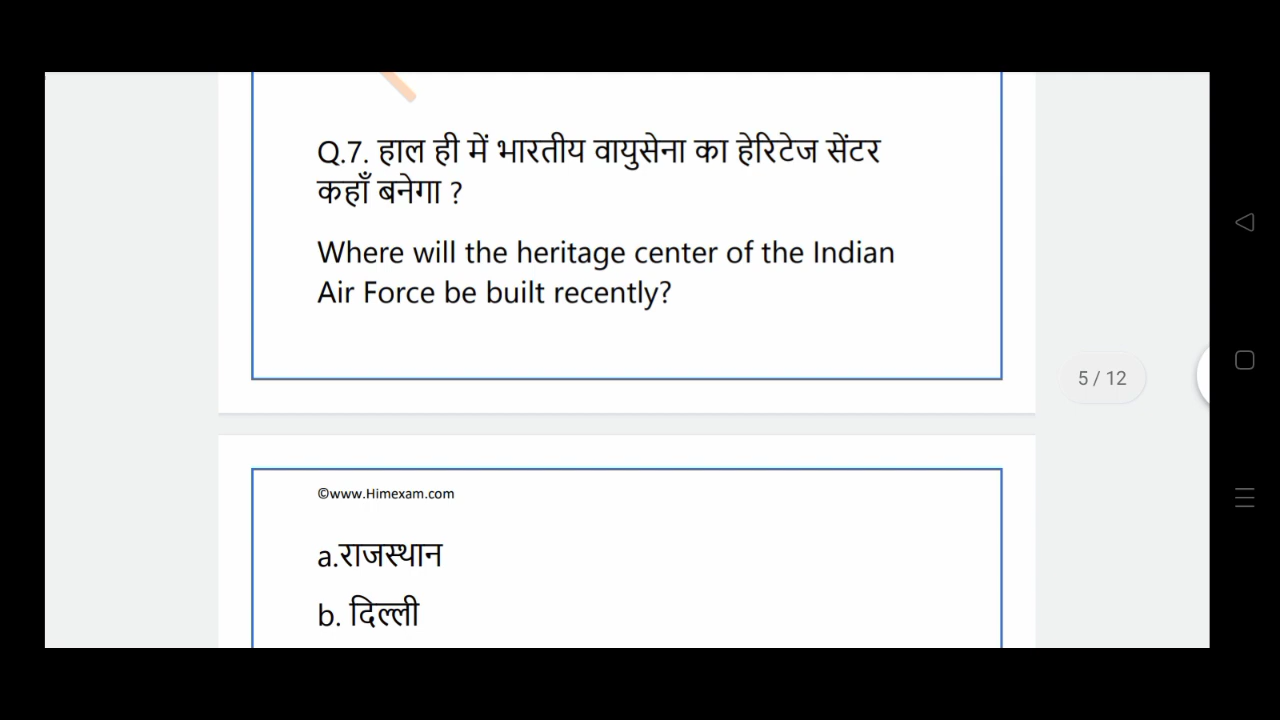 Q.7. हाल ही में भारतीय वायुसेना का हेरिटेज सेंटर
कहाँ बनेगा ?
Where will the heritage center of the Indian
Air Force be built recently?
5 / 12
©www.Himexam.com
a.राजस्थान
b. दिल्ली